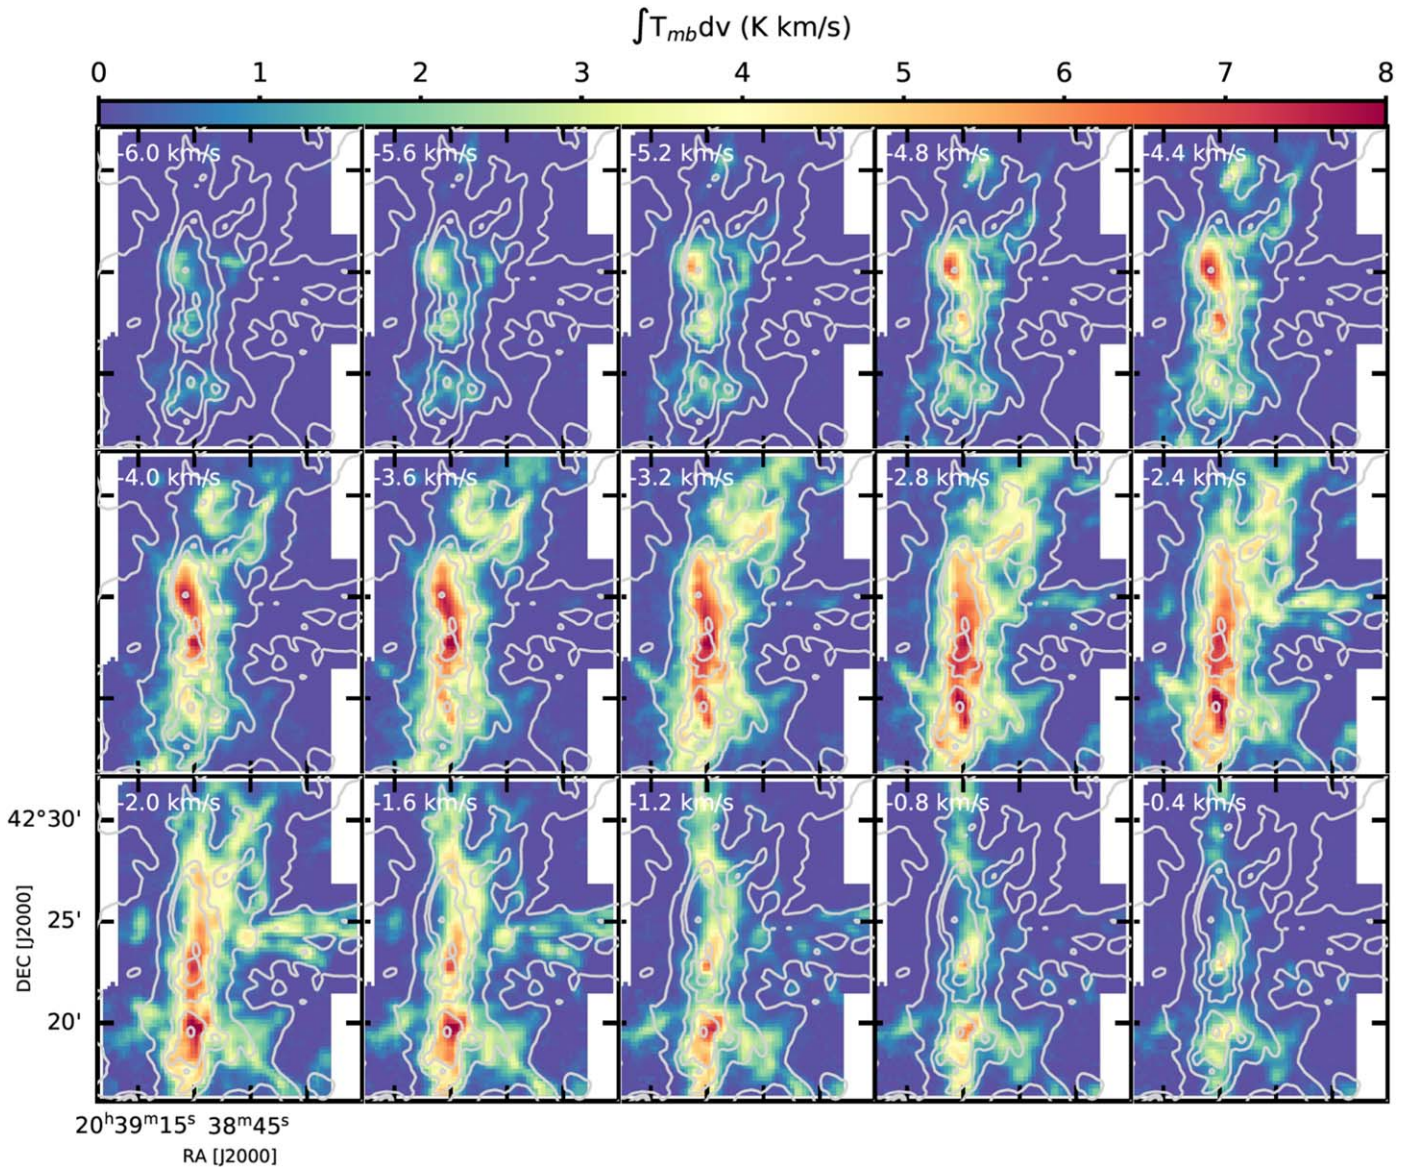 ∫T_mb dv (K km/s)
0 1 2 3 4 5 6 7 8
-6.0 km/s -5.6 km/s -5.2 km/s -4.8 km/s -4.4 km/s
-4.0 km/s -3.6 km/s -3.2 km/s -2.8 km/s -2.4 km/s
-2.0 km/s -1.6 km/s -1.2 km/s -0.8 km/s -0.4 km/s
42°30'
25'
20'
DEC [J2000]
20ʰ39ᵐ15ˢ 38ᵐ45ˢ
RA [J2000]